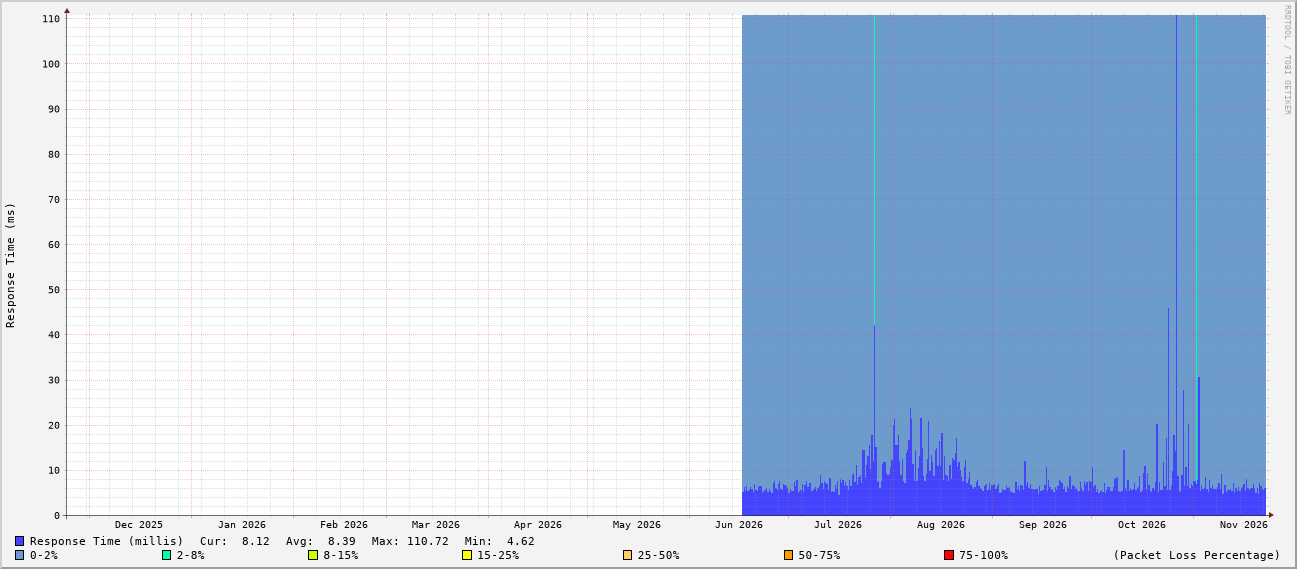 RRDTOOL / TOBI OETIKER
Response Time (ms)
110
100
90
80
70
60
50
40
30
20
10
0
Dec 2025 Jan 2026 Feb 2026 Mar 2026 Apr 2026 May 2026 Jun 2026 Jul 2026 Aug 2026 Sep 2026 Oct 2026 Nov 2026
Response Time (millis) Cur: 8.12 Avg: 8.39 Max: 110.72 Min: 4.62
0-2% 2-8% 8-15% 15-25% 25-50% 50-75% 75-100% (Packet Loss Percentage)